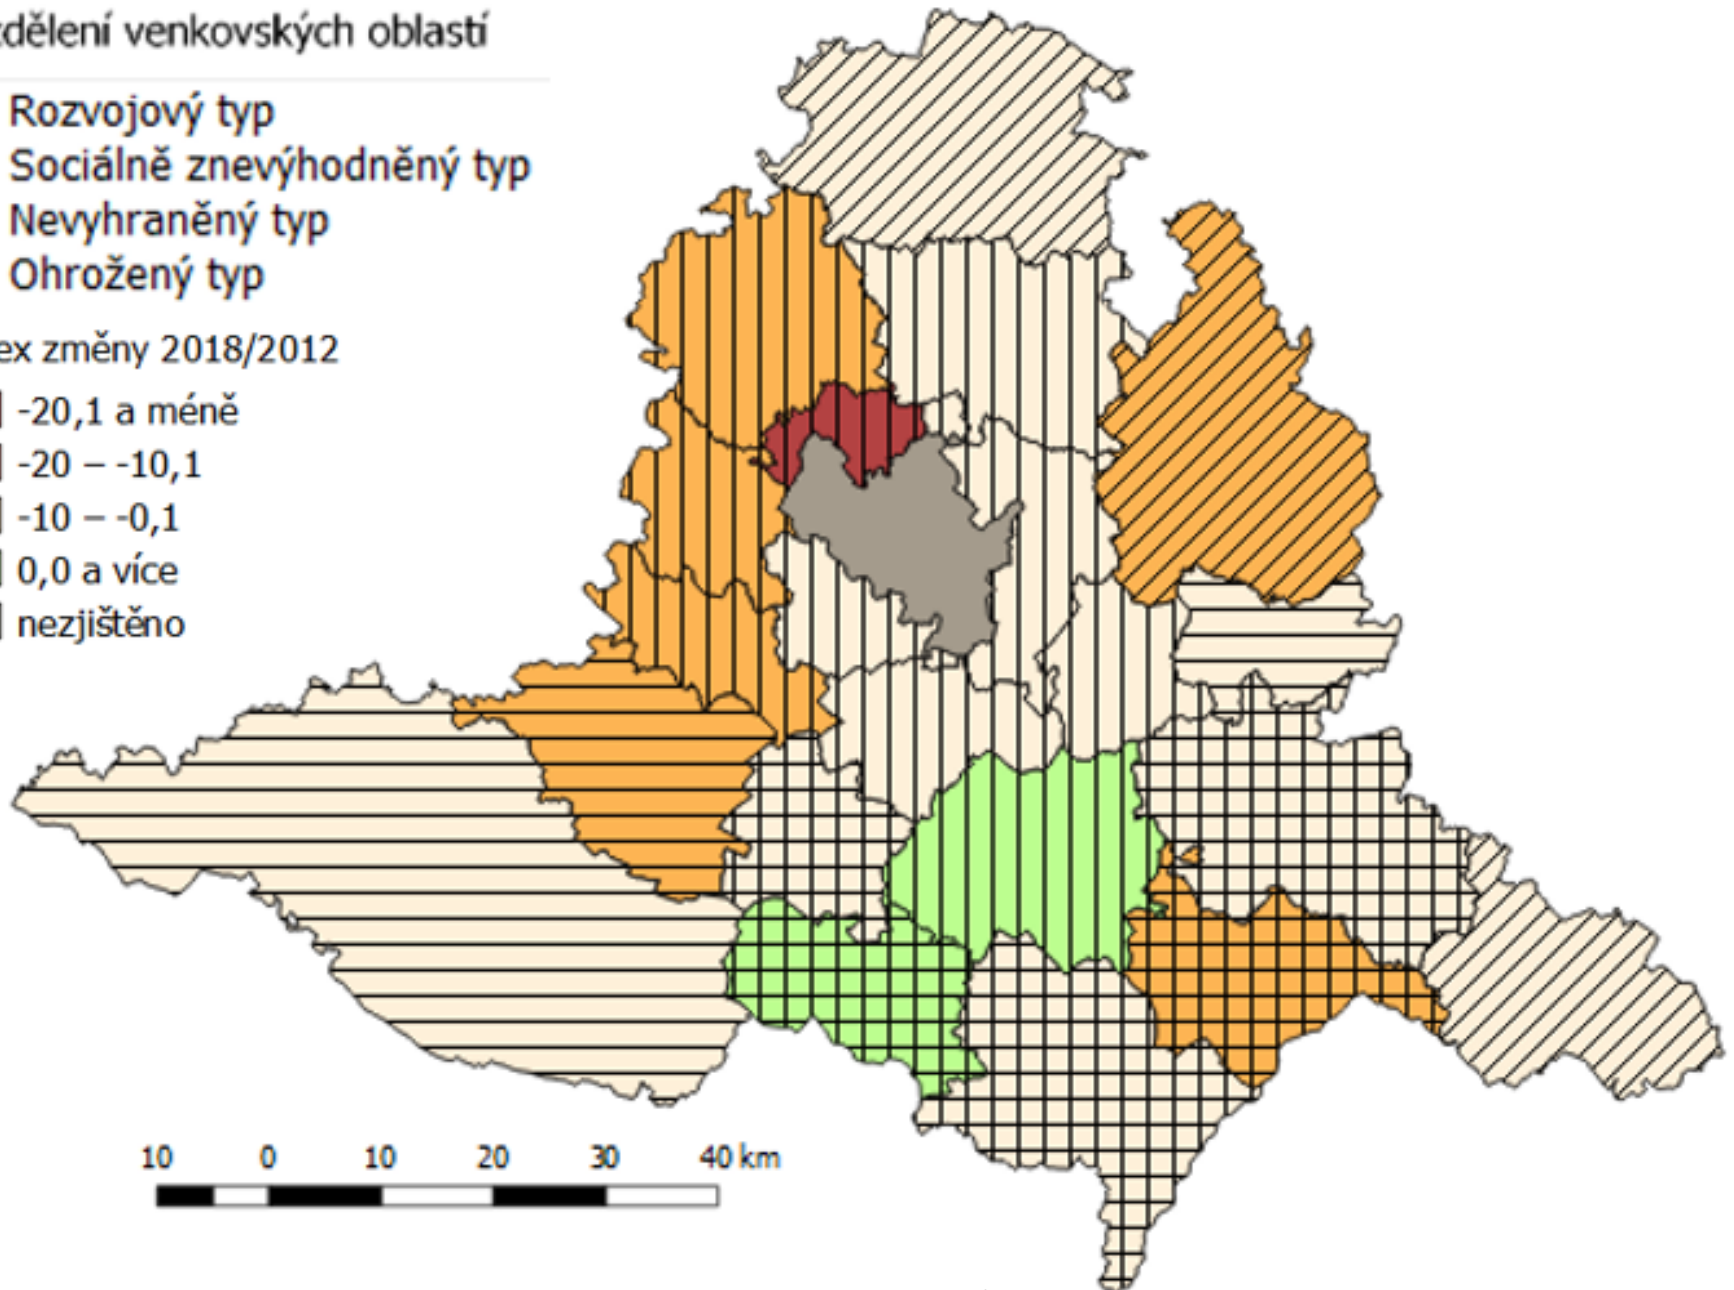 zdělení venkovských oblastí
Rozvojový typ
Sociálně znevýhodněný typ
Nevyhraněný typ
Ohrožený typ
ex změny 2018/2012
-20,1 a méně
-20 – -10,1
-10 – -0,1
0,0 a více
nezjištěno
10 0 10 20 30 40 km